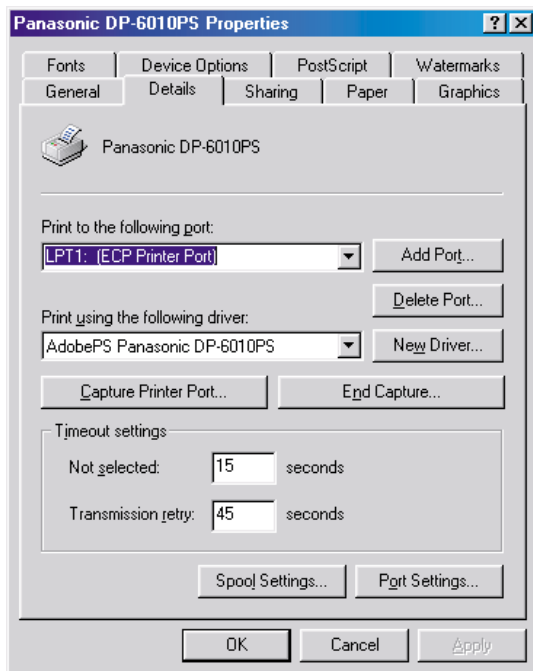 Panasonic DP-6010PS Properties
Fonts Device Options PostScript Watermarks
General Details Sharing Paper Graphics
Panasonic DP-6010PS
Print to the following port:
LPT1: (ECP Printer Port) Add Port...
Delete Port...
Print using the following driver:
AdobePS Panasonic DP-6010PS New Driver...
Capture Printer Port... End Capture...
Timeout settings
Not selected: 15 seconds
Transmission retry: 45 seconds
Spool Settings... Port Settings...
OK Cancel Apply